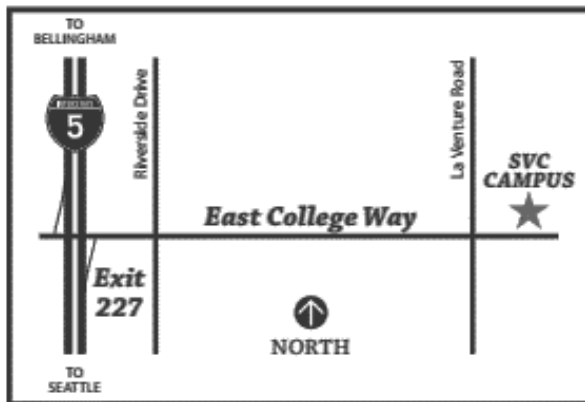 TO
BELLINGHAM
5
Riverside Drive
La Venture Road
SVC
CAMPUS
East College Way
Exit
227
NORTH
TO
SEATTLE